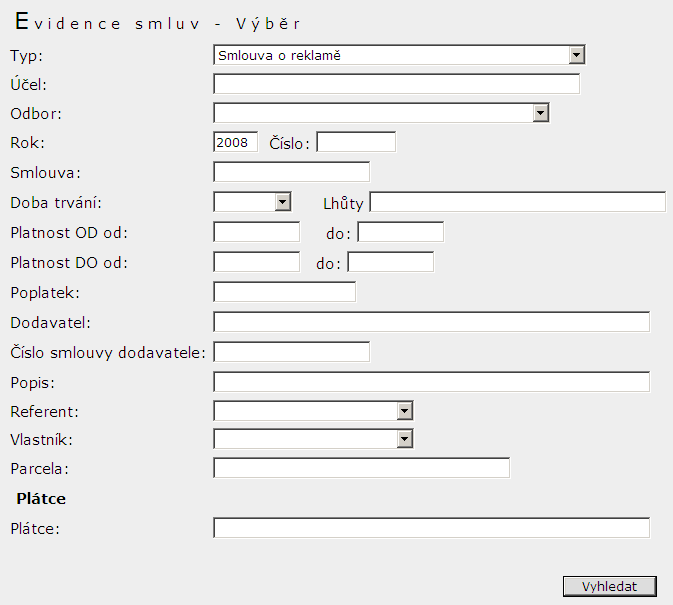 Evidence smluv - Výběr
Typ: Smlouva o reklamě
Účel:
Odbor:
Rok: 2008 Číslo:
Smlouva:
Doba trvání: Lhůty
Platnost OD od: do:
Platnost DO od: do:
Poplatek:
Dodavatel:
Číslo smlouvy dodavatele:
Popis:
Referent:
Vlastník:
Parcela:
Plátce
Plátce:
Vyhledat